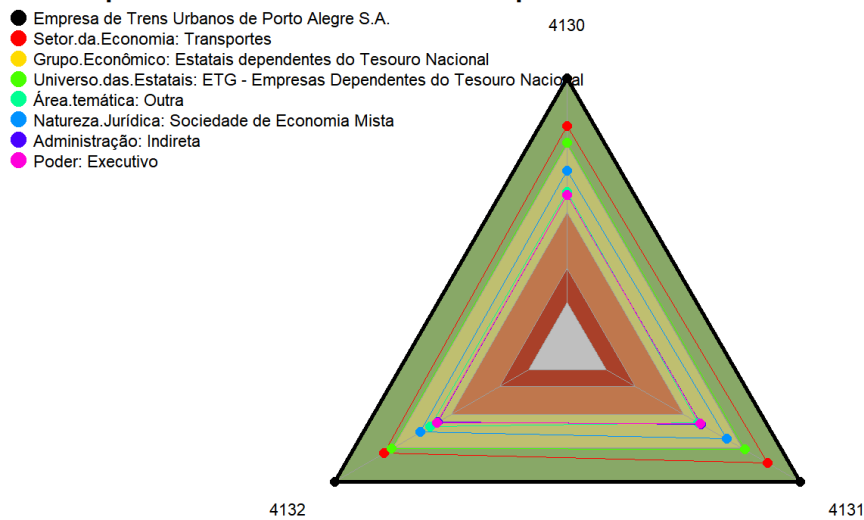 4130
Empresa de Trens Urbanos de Porto Alegre S.A.
Setor.da.Economia: Transportes
Grupo.Econômico: Estatais dependentes do Tesouro Nacional
Universo.das.Estatais: ETG - Empresas Dependentes do Tesouro Nacional
Área.temática: Outra
Natureza.Jurídica: Sociedade de Economia Mista
Administração: Indireta
Poder: Executivo
4132
4131